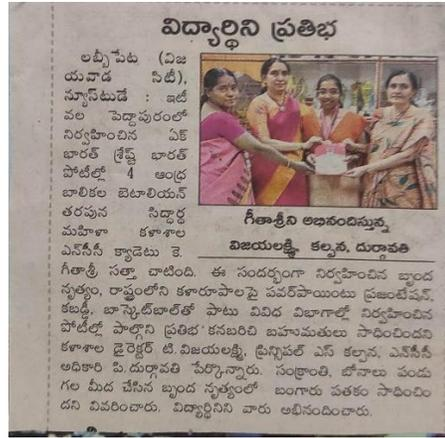 విద్యార్థిని ప్రతిభ
లబ్బీపేట (విజ
యవాడ సిటీ),
న్యూస్‌టుడే : ఇటీ
వల పెద్దాపురంలో
నిర్వహించిన ఏక్
భారత్ శ్రేష్ట్ భారత్
పోటీల్లో 4 ఆంధ్ర
బాలికల బెటాలియన్
తరపున సిద్ధార్థ
మహిళా కళాశాల
ఎన్‌సీసీ క్యాడెటు కె.
గీతాశ్రీని అభినందిస్తున్న
విజయలక్ష్మి, కల్పన, దుర్గావతి
గీతాశ్రీ సత్తా చాటింది. ఈ సందర్భంగా నిర్వహించిన బృంద
నృత్యం, రాష్ట్రంలోని కళారూపాలపై పవర్‌పాయింటు ప్రజంటేషన్,
కబడ్డీ, బాస్కెట్‌బాల్‌తో పాటు వివిధ విభాగాల్లో నిర్వహించిన
పోటీల్లో పాల్గొని ప్రతిభ కనబరిచి బహుమతులు సాధించిందని
కళాశాల డైరెక్టర్ టి.విజయలక్ష్మి, ప్రిన్సిపల్ ఎస్ కల్పన, ఎన్‌సీసీ
అధికారి పి.దుర్గావతి పేర్కొన్నారు. సంక్రాంతి, బోనాలు పండు
గల మీద చేసిన బృంద నృత్యంలో బంగారు పతకం సాధించిం
దని వివరించారు. విద్యార్థినిని వారు అభినందించారు.